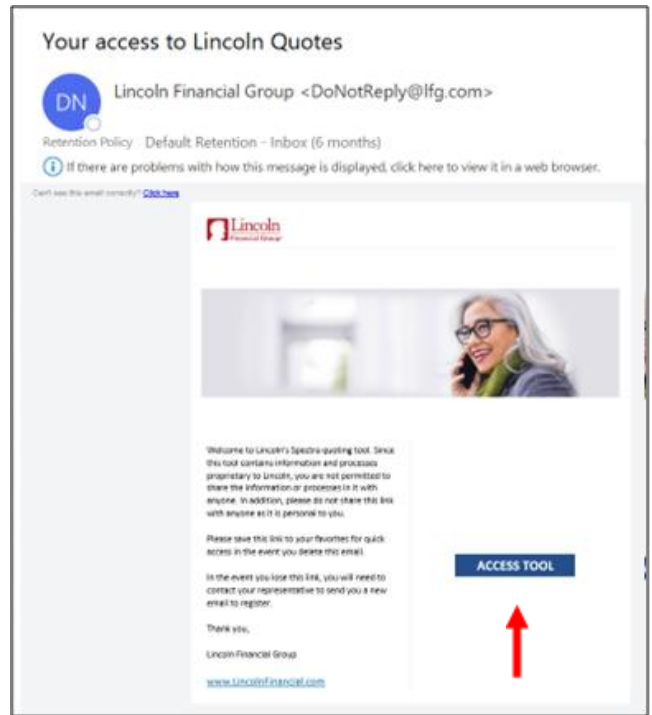 Your access to Lincoln Quotes
DN
Lincoln Financial Group <DoNotReply@lfg.com>
Retention Policy Default Retention - Inbox (6 months)
If there are problems with how this message is displayed, click here to view it in a web browser.
Can't see this email correctly? Click here
Lincoln
Financial Group®
Welcome to Lincoln's Spectra quoting tool. Since
this tool contains information and processes
proprietary to Lincoln, you are not permitted to
share the information or processes in it with
anyone. In addition, please do not share this link
with anyone as it is personal to you.
Please save this link to your favorites for quick
access in the event you delete this email.
In the event you lose this link, you will need to
contact your representative to send you a new
email to register.
Thank you,
Lincoln Financial Group
www.LincolnFinancial.com
ACCESS TOOL